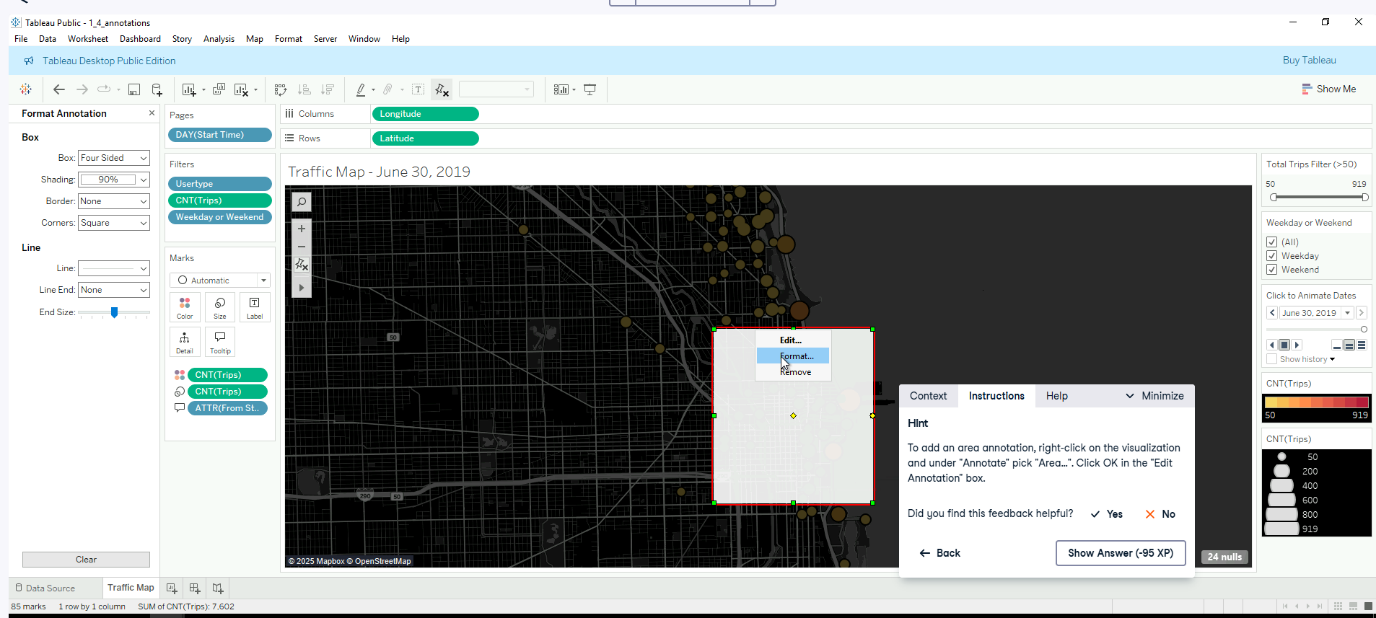 Tableau Public - 1_4_annotations
File Data Worksheet Dashboard Story Analysis Map Format Server Window Help
Tableau Desktop Public Edition
Buy Tableau
Show Me
Format Annotation
Box
Box: Four Sided
Shading: 90%
Border: None
Corners: Square
Line
Line:
Line End: None
End Size:
Clear
Pages
DAY(Start Time)
Filters
Usertype
CNT(Trips)
Weekday or Weekend
Marks
Automatic
Color Size Label
Detail Tooltip
CNT(Trips)
CNT(Trips)
ATTR(From St..
Columns Longitude
Rows Latitude
Traffic Map - June 30, 2019
50
290
50
Edit...
Format...
Remove
© 2025 Mapbox © OpenStreetMap
24 nulls
Context Instructions Help Minimize
Hint
To add an area annotation, right-click on the visualization
and under "Annotate" pick "Area...". Click OK in the "Edit
Annotation" box.
Did you find this feedback helpful? Yes No
Back
Show Answer (-95 XP)
Total Trips Filter (>50)
50 919
Weekday or Weekend
(All)
Weekday
Weekend
Click to Animate Dates
June 30, 2019
Show history
CNT(Trips)
50 919
CNT(Trips)
50
200
400
600
800
919
Data Source Traffic Map
85 marks 1 row by 1 column SUM of CNT(Trips): 7,602